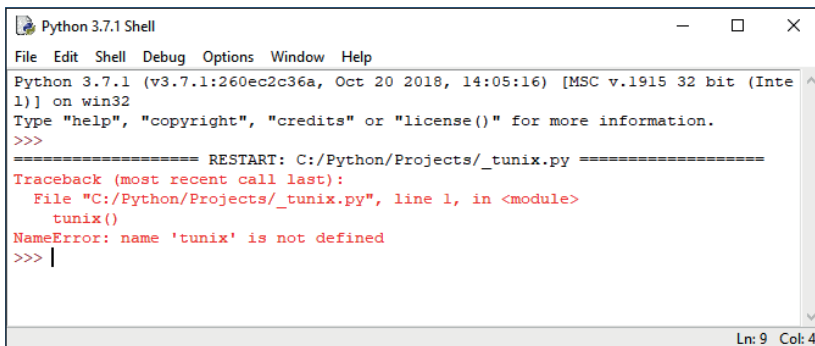 Python 3.7.1 Shell
File Edit Shell Debug Options Window Help
Python 3.7.1 (v3.7.1:260ec2c36a, Oct 20 2018, 14:05:16) [MSC v.1915 32 bit (Inte
l)] on win32
Type "help", "copyright", "credits" or "license()" for more information.
>>>
=================== RESTART: C:/Python/Projects/_tunix.py ===================
Traceback (most recent call last):
  File "C:/Python/Projects/_tunix.py", line 1, in <module>
    tunix()
NameError: name 'tunix' is not defined
>>>
Ln: 9 Col: 4